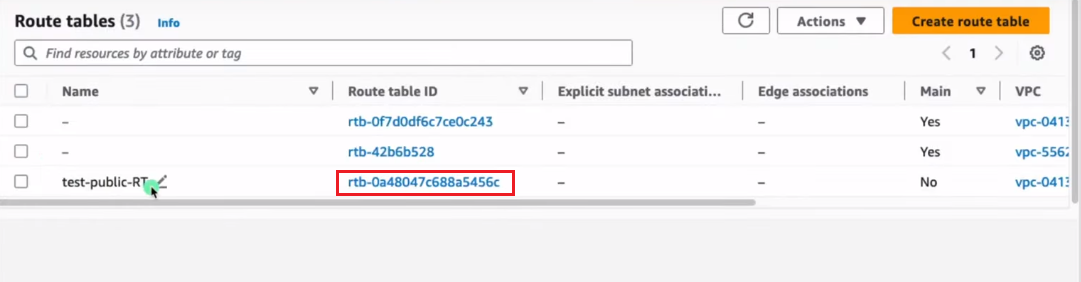 Route tables (3) Info Actions ▼ Create route table
Find resources by attribute or tag 1
Name Route table ID Explicit subnet associati... Edge associations Main VPC
– rtb-0f7d0df6c7ce0c243 – – Yes vpc-0413
– rtb-42b6b528 – – Yes vpc-5562
test-public-RT rtb-0a48047c688a5456c – – No vpc-0413